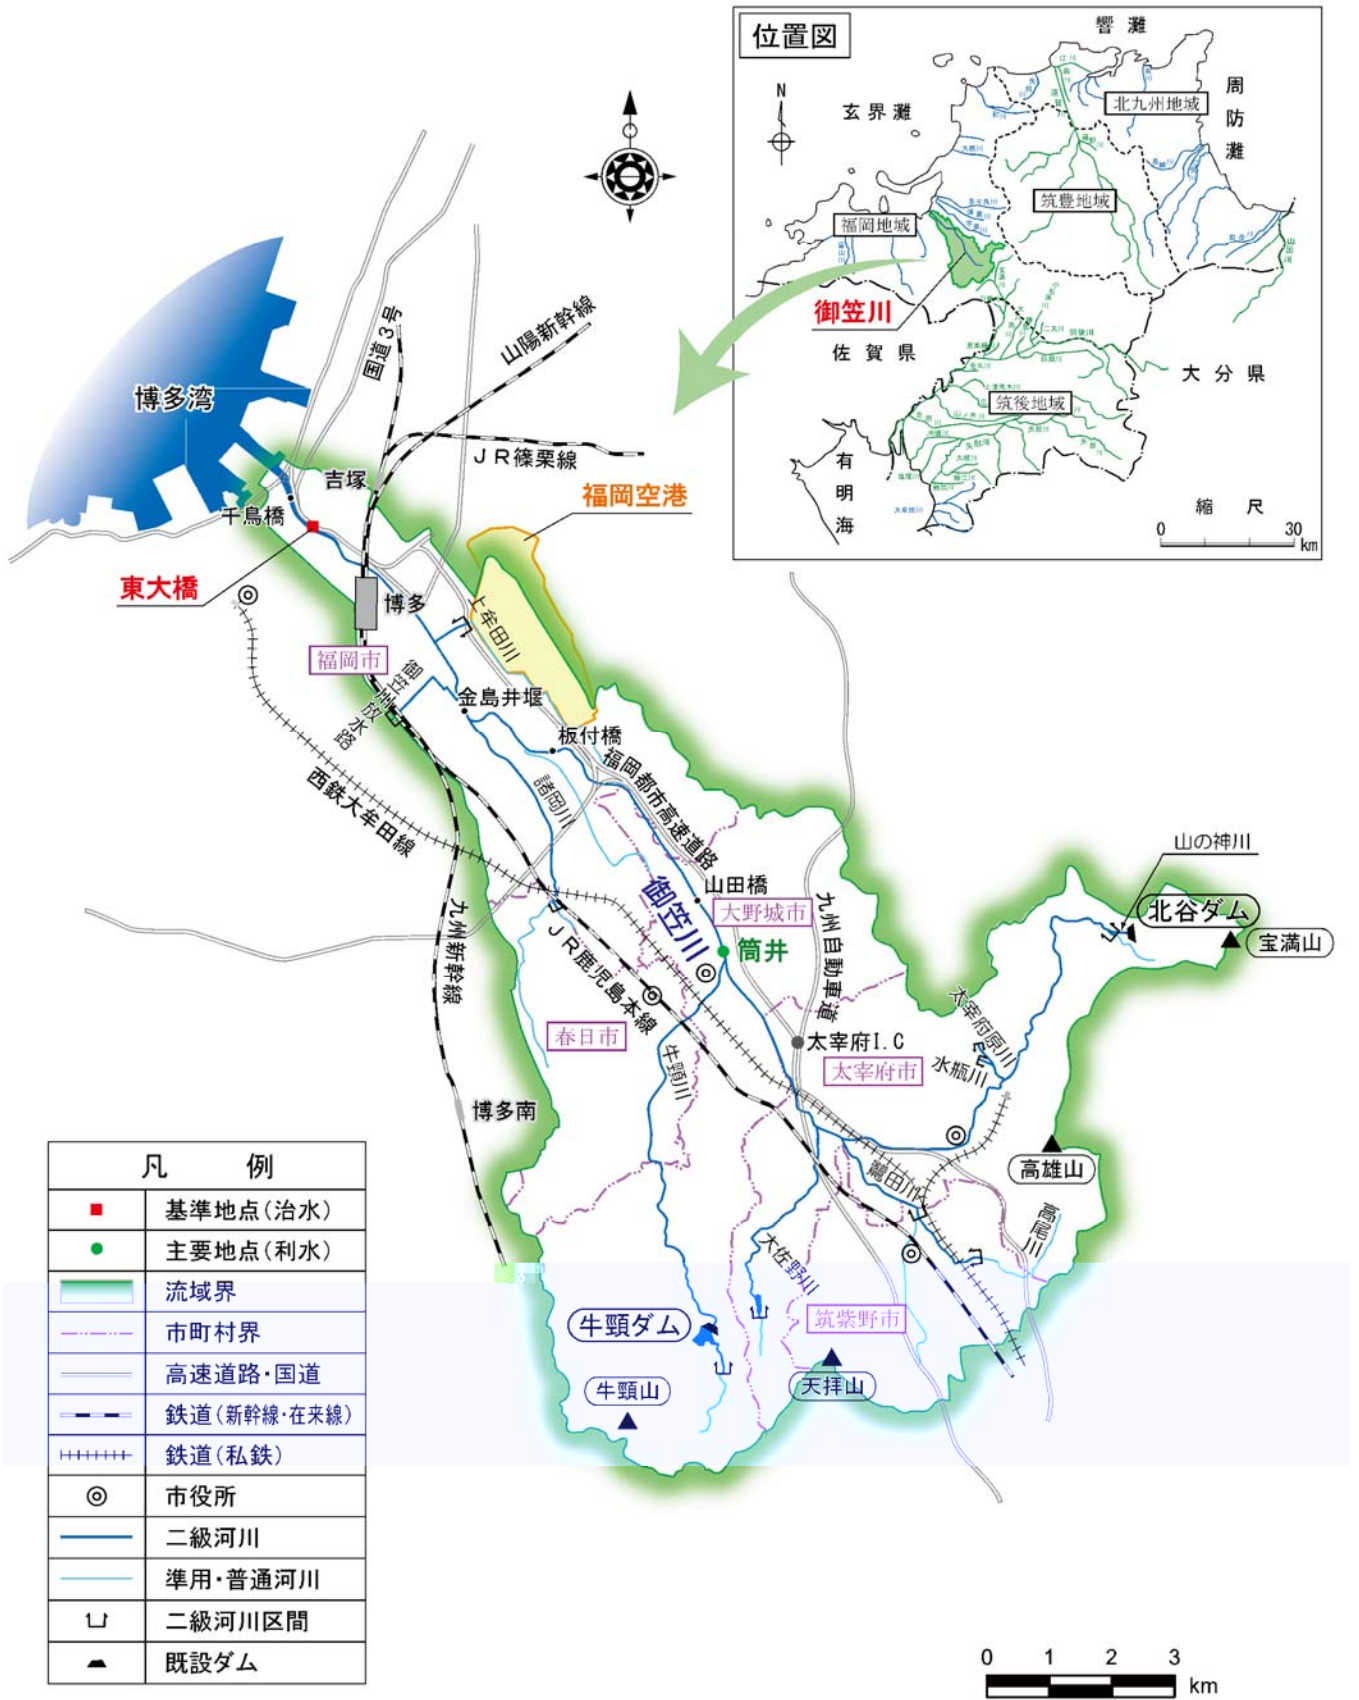 位置図
響灘
玄界灘
周防灘
N
北九州地域
筑豊地域
福岡地域
御笠川
佐賀県
大分県
筑後地域
有明海
山国川
縮尺
0 30
km
博多湾
国道3号
山陽新幹線
JR篠栗線
吉塚
福岡空港
千鳥橋
東大橋
博多
上牟田川
福岡市
御笠川放水路
金島井堰
板付橋
西鉄大牟田線
諸岡川
福岡都市高速道路
山の神川
御笠川
山田橋
大野城市
九州自動車道
北谷ダム
宝満山
九州新幹線
筒井
JR鹿児島本線
春日市
太宰府I.C
太宰府原川
水瓶川
太宰府市
牛頸川
博多南
高雄山
鷺田川
高尾川
大佐野川
筑紫野市
牛頸ダム
牛頸山
天拝山
凡例
基準地点(治水)
主要地点(利水)
流域界
市町村界
高速道路・国道
鉄道(新幹線・在来線)
鉄道(私鉄)
市役所
二級河川
準用・普通河川
二級河川区間
既設ダム
0 1 2 3
km